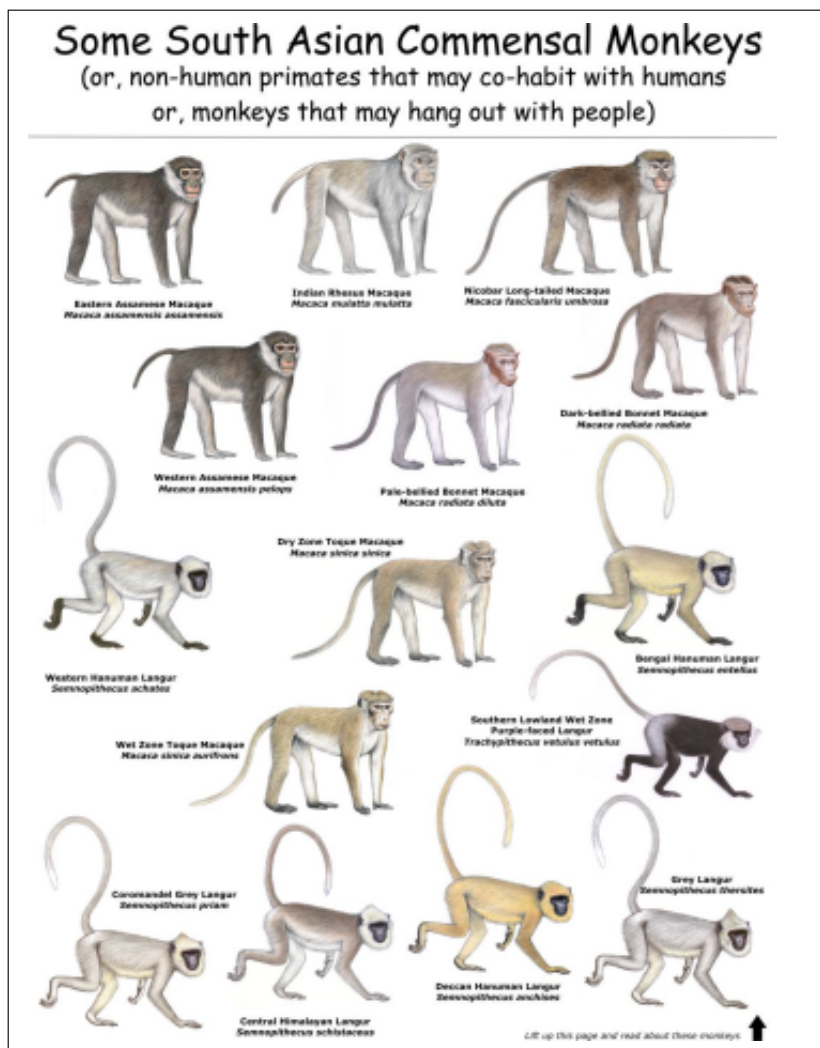 Some South Asian Commensal Monkeys
(or, non-human primates that may co-habit with humans
or, monkeys that may hang out with people)
Eastern Assamese Macaque
Macaca assamensis assamensis
Indian Rhesus Macaque
Macaca mulatta mulatta
Nicobar Long-tailed Macaque
Macaca fascicularis umbrosa
Dark-bellied Bonnet Macaque
Macaca radiata radiata
Western Assamese Macaque
Macaca assamensis pelops
Pale-bellied Bonnet Macaque
Macaca radiata diluta
Dry Zone Toque Macaque
Macaca sinica sinica
Western Hanuman Langur
Semnopithecus achates
Bengal Hanuman Langur
Semnopithecus entellus
Southern Lowland Wet Zone
Purple-faced Langur
Trachypithecus vetulus vetulus
Wet Zone Toque Macaque
Macaca sinica aurifrons
Coromandel Grey Langur
Semnopithecus priam
Grey Langur
Semnopithecus thersites
Deccan Hanuman Langur
Semnopithecus anchises
Central Himalayan Langur
Semnopithecus schistaceus
Lift up this page and read about these monkeys